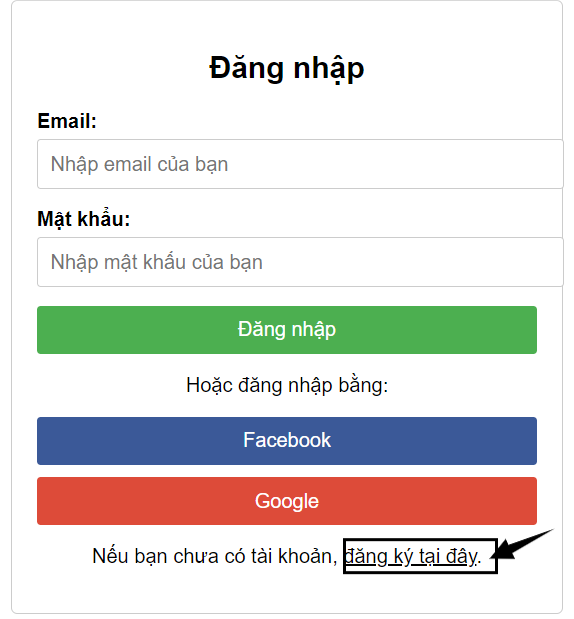 Đăng nhập
Email:
Nhập email của bạn
Mật khẩu:
Nhập mật khẩu của bạn
Đăng nhập
Hoặc đăng nhập bằng:
Facebook
Google
Nếu bạn chưa có tài khoản, đăng ký tại đây.